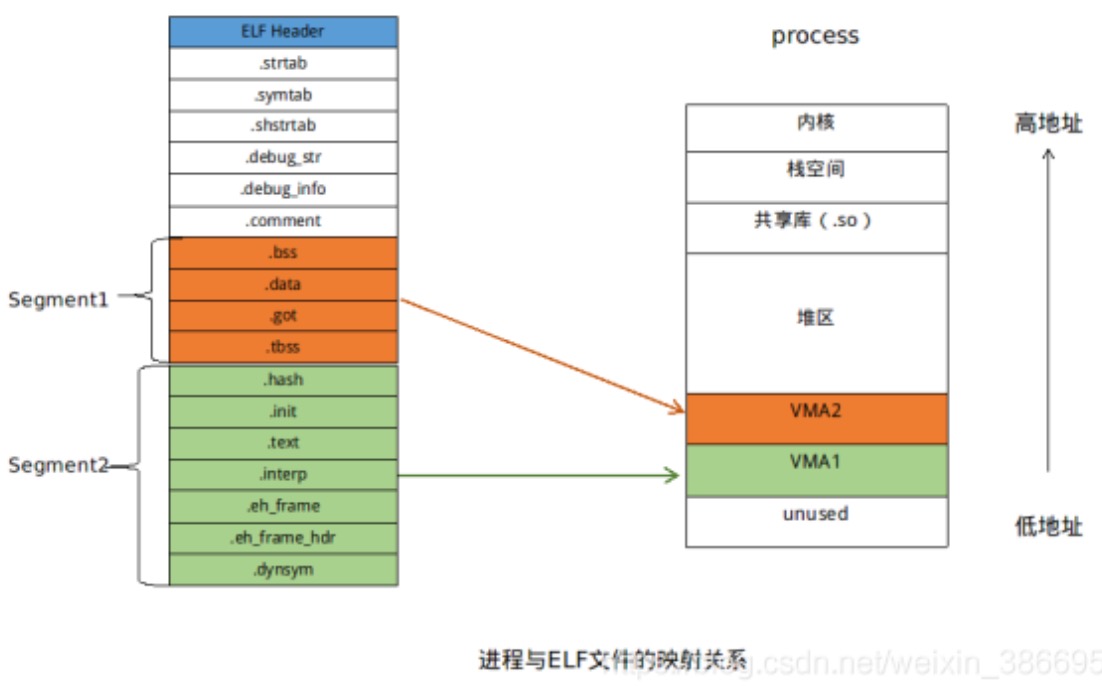 ELF Header
.strtab
.symtab
.shstrtab
.debug_str
.debug_info
.comment
.bss
.data
.got
.tbss
.hash
.init
.text
.interp
.eh_frame
.eh_frame_hdr
.dynsym
Segment1
Segment2
process
内核
栈空间
共享库（.so）
堆区
VMA2
VMA1
unused
高地址
低地址
进程与ELF文件的映射关系
csdn.net/weixin_386695